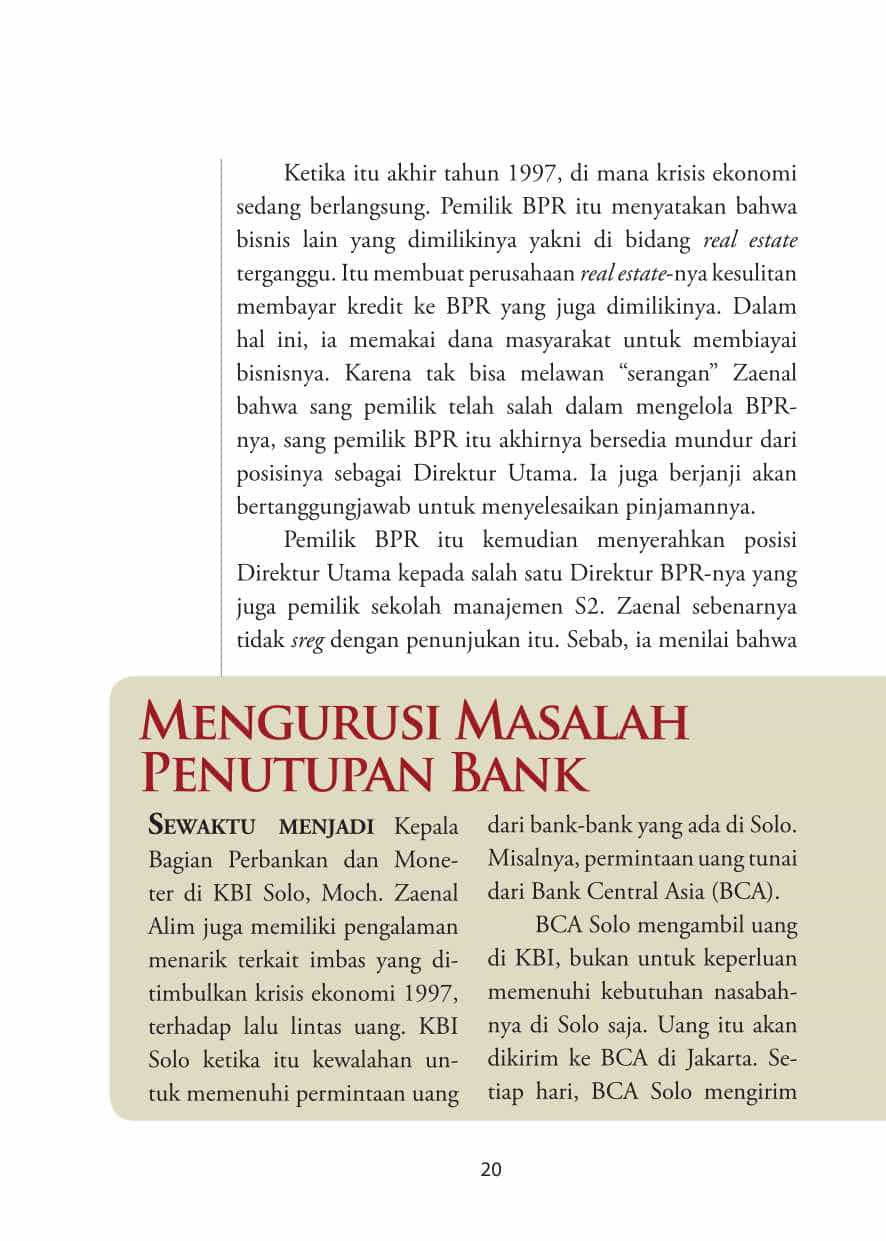 Ketika itu akhir tahun 1997, di mana krisis ekonomi
sedang berlangsung. Pemilik BPR itu menyatakan bahwa
bisnis lain yang dimilikinya yakni di bidang real estate
terganggu. Itu membuat perusahaan real estate-nya kesulitan
membayar kredit ke BPR yang juga dimilikinya. Dalam
hal ini, ia memakai dana masyarakat untuk membiayai
bisnisnya. Karena tak bisa melawan “serangan” Zaenal
bahwa sang pemilik telah salah dalam mengelola BPR-
nya, sang pemilik BPR itu akhirnya bersedia mundur dari
posisinya sebagai Direktur Utama. Ia juga berjanji akan
bertanggungjawab untuk menyelesaikan pinjamannya.
Pemilik BPR itu kemudian menyerahkan posisi
Direktur Utama kepada salah satu Direktur BPR-nya yang
juga pemilik sekolah manajemen S2. Zaenal sebenarnya
tidak sreg dengan penunjukan itu. Sebab, ia menilai bahwa
Mengurusi Masalah
Penutupan Bank
Sewaktu menjadi Kepala
Bagian Perbankan dan Mone-
ter di KBI Solo, Moch. Zaenal
Alim juga memiliki pengalaman
menarik terkait imbas yang di-
timbulkan krisis ekonomi 1997,
terhadap lalu lintas uang. KBI
Solo ketika itu kewalahan un-
tuk memenuhi permintaan uang
dari bank-bank yang ada di Solo.
Misalnya, permintaan uang tunai
dari Bank Central Asia (BCA).
BCA Solo mengambil uang
di KBI, bukan untuk keperluan
memenuhi kebutuhan nasabah-
nya di Solo saja. Uang itu akan
dikirim ke BCA di Jakarta. Se-
tiap hari, BCA Solo mengirim
20